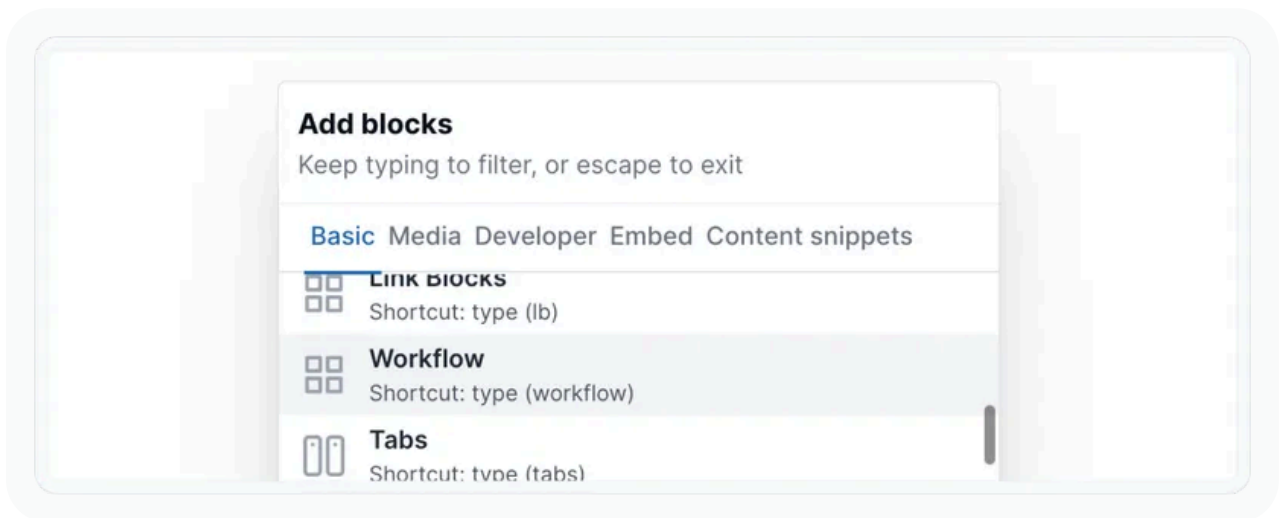 Add blocks
Keep typing to filter, or escape to exit
Basic Media Developer Embed Content snippets
Link Blocks
Shortcut: type (lb)
Workflow
Shortcut: type (workflow)
Tabs
Shortcut: type (tabs)